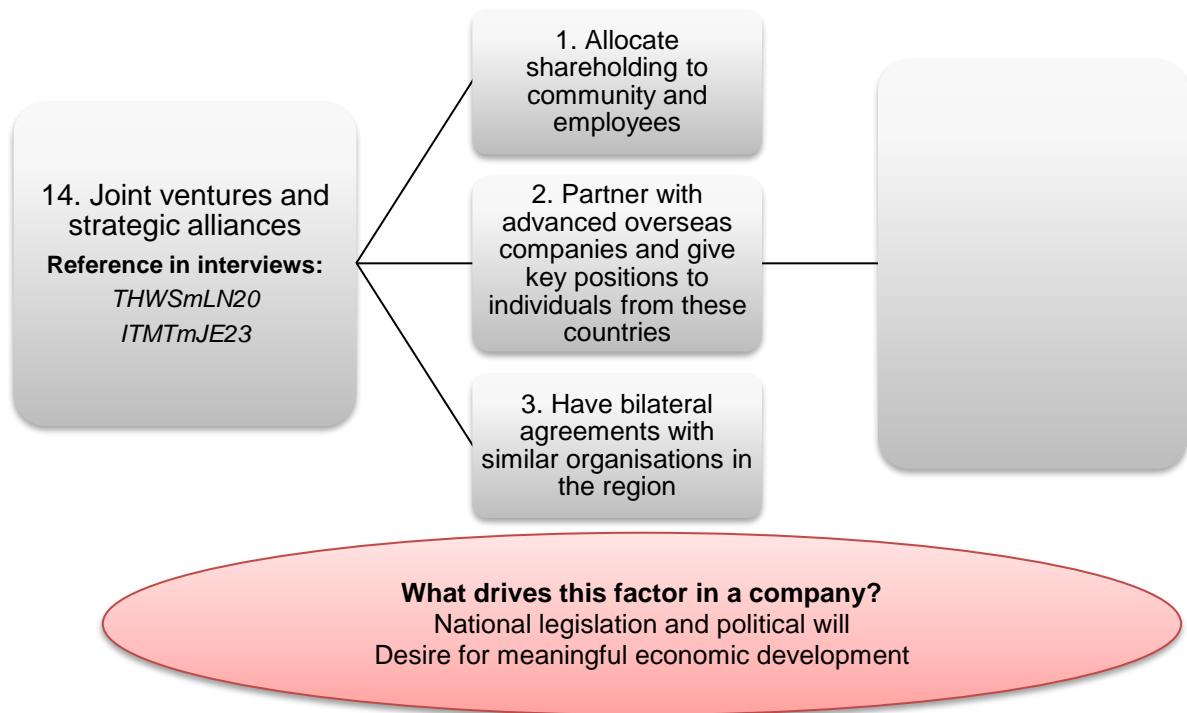 14. Joint ventures and
strategic alliances
Reference in interviews:
THWSmLN20
ITMTmJE23
1. Allocate
shareholding to
community and
employees
2. Partner with
advanced overseas
companies and give
key positions to
individuals from these
countries
3. Have bilateral
agreements with
similar organisations in
the region
What drives this factor in a company?
National legislation and political will
Desire for meaningful economic development